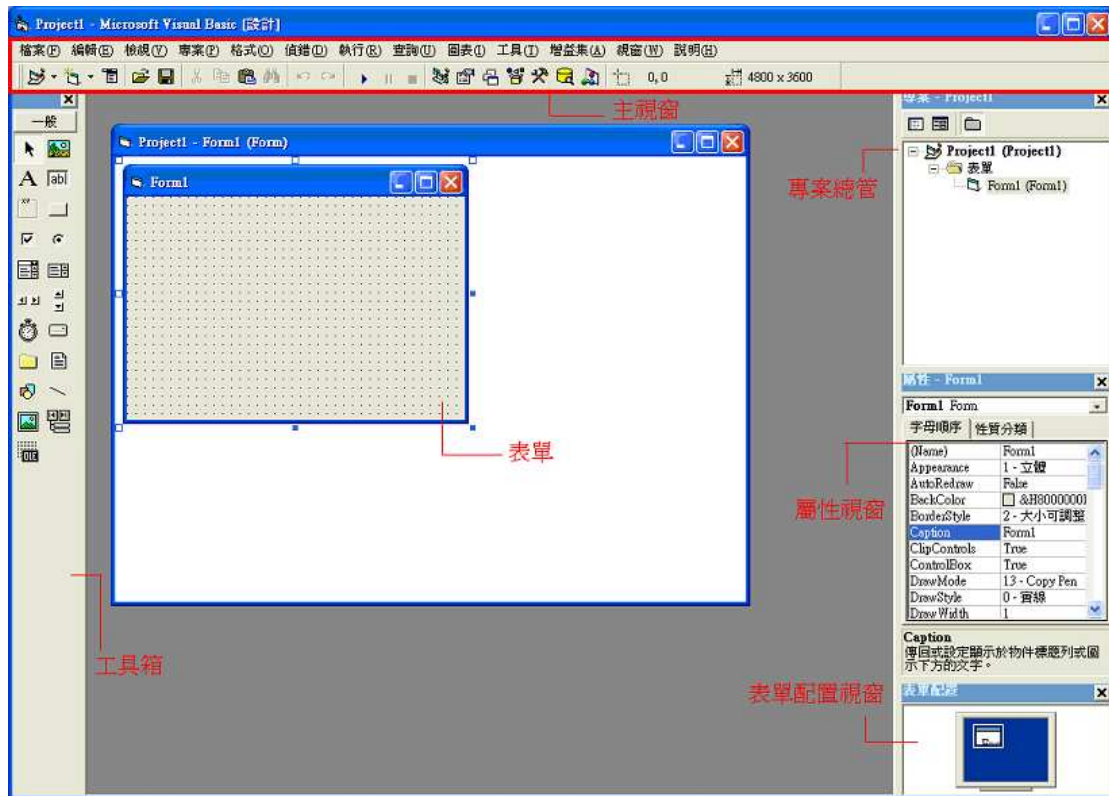 Project1 - Microsoft Visual Basic [設計]
檔案(F) 編輯(E) 檢視(V) 專案(P) 格式(O) 偵錯(D) 執行(R) 查詢(U) 圖表(I) 工具(T) 增益集(A) 視窗(W) 說明(H)
0, 0 4800 x 3600
主視窗
一般
A ab|
xy
OLE
工具箱
Project1 - Form1 (Form)
Form1
表單
專案 - Project1
Project1 (Project1)
表單
Form1 (Form1)
專案總管
屬性 - Form1
Form1 Form
字母順序 性質分類
(Name) Form1
Appearance 1 - 立體
AutoRedraw False
BackColor &H8000000
BorderStyle 2 - 大小可調整
Caption Form1
ClipControls True
ControlBox True
DrawMode 13 - Copy Pen
DrawStyle 0 - 實線
DrawWidth 1
屬性視窗
Caption
傳回或設定顯示於物件標題列或圖
示下方的文字。
表單配置
表單配置視窗